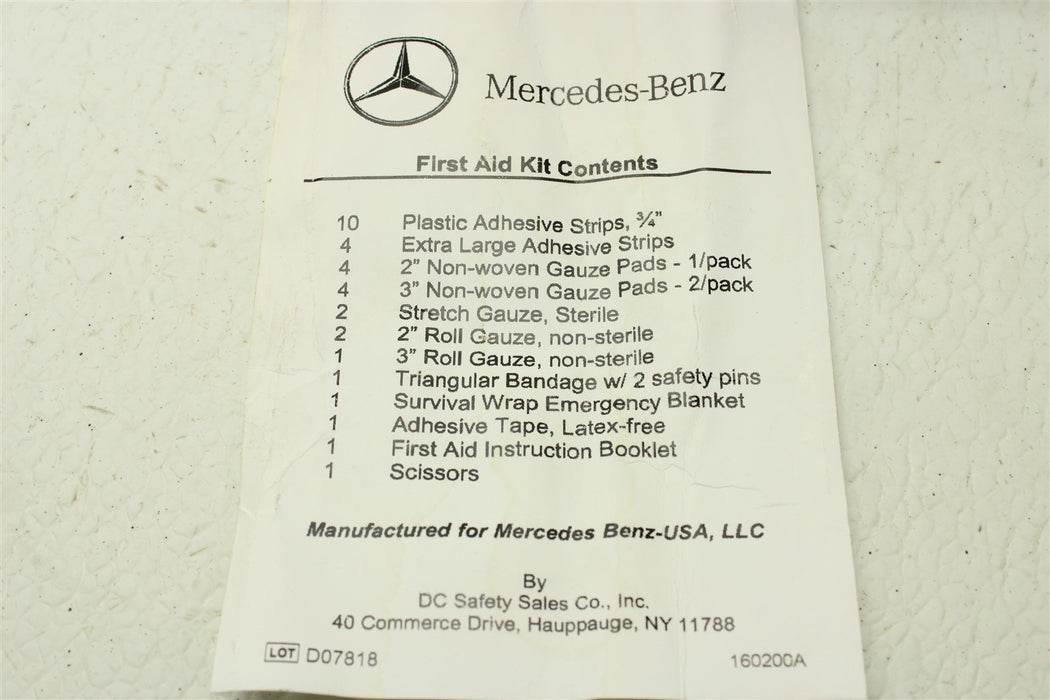 Mercedes-Benz
First Aid Kit Contents
10 Plastic Adhesive Strips, ¾"
4 Extra Large Adhesive Strips
4 2" Non-woven Gauze Pads - 1/pack
4 3" Non-woven Gauze Pads - 2/pack
2 Stretch Gauze, Sterile
2 2" Roll Gauze, non-sterile
1 3" Roll Gauze, non-sterile
1 Triangular Bandage w/ 2 safety pins
1 Survival Wrap Emergency Blanket
1 Adhesive Tape, Latex-free
1 First Aid Instruction Booklet
1 Scissors
Manufactured for Mercedes Benz-USA, LLC
By
DC Safety Sales Co., Inc.
40 Commerce Drive, Hauppauge, NY 11788
LOT D07818 160200A